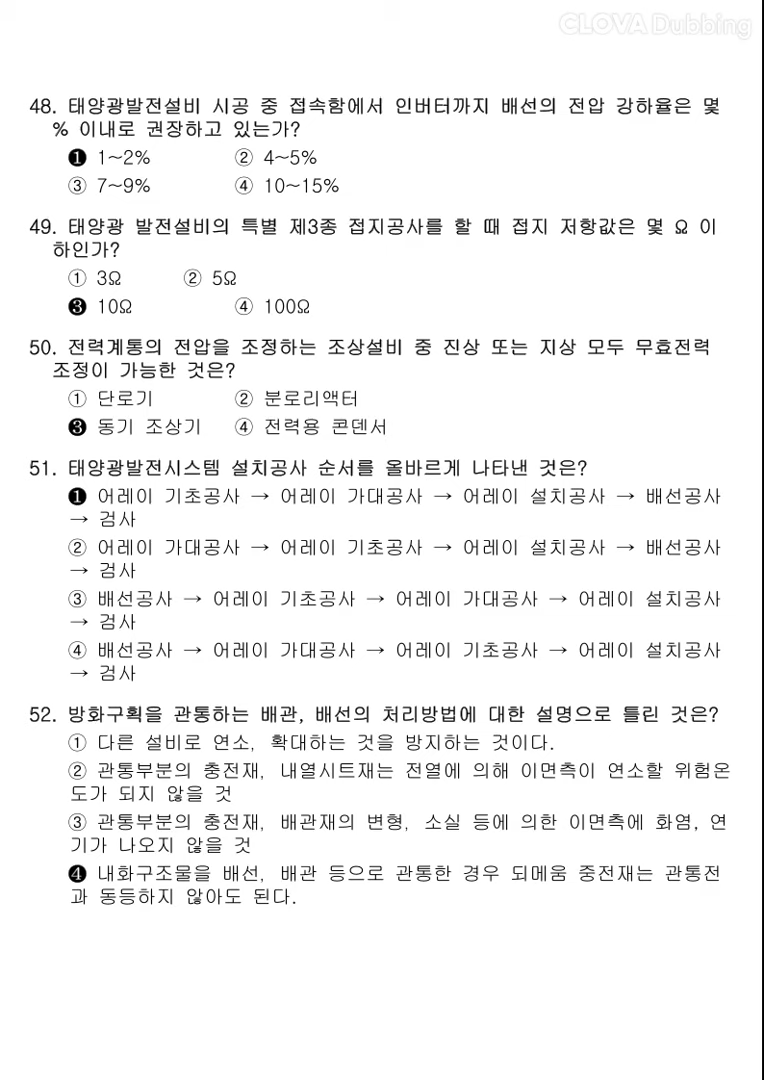 CLOVA Dubbing
48. 태양광발전설비 시공 중 접속함에서 인버터까지 배선의 전압 강하율은 몇
% 이내로 권장하고 있는가?
❶ 1~2% ② 4~5%
③ 7~9% ④ 10~15%
49. 태양광 발전설비의 특별 제3종 접지공사를 할 때 접지 저항값은 몇 Ω 이
하인가?
① 3Ω ② 5Ω
❸ 10Ω ④ 100Ω
50. 전력계통의 전압을 조정하는 조상설비 중 진상 또는 지상 모두 무효전력
조정이 가능한 것은?
① 단로기 ② 분로리액터
❸ 동기 조상기 ④ 전력용 콘덴서
51. 태양광발전시스템 설치공사 순서를 올바르게 나타낸 것은?
❶ 어레이 기초공사 → 어레이 가대공사 → 어레이 설치공사 → 배선공사
→ 검사
② 어레이 가대공사 → 어레이 기초공사 → 어레이 설치공사 → 배선공사
→ 검사
③ 배선공사 → 어레이 기초공사 → 어레이 가대공사 → 어레이 설치공사
→ 검사
④ 배선공사 → 어레이 가대공사 → 어레이 기초공사 → 어레이 설치공사
→ 검사
52. 방화구획을 관통하는 배관, 배선의 처리방법에 대한 설명으로 틀린 것은?
① 다른 설비로 연소, 확대하는 것을 방지하는 것이다.
② 관통부분의 충전재, 내열시트재는 전열에 의해 이면측이 연소할 위험온
도가 되지 않을 것
③ 관통부분의 충전재, 배관재의 변형, 소실 등에 의한 이면측에 화염, 연
기가 나오지 않을 것
❹ 내화구조물을 배선, 배관 등으로 관통한 경우 되메움 중전재는 관통전
과 동등하지 않아도 된다.